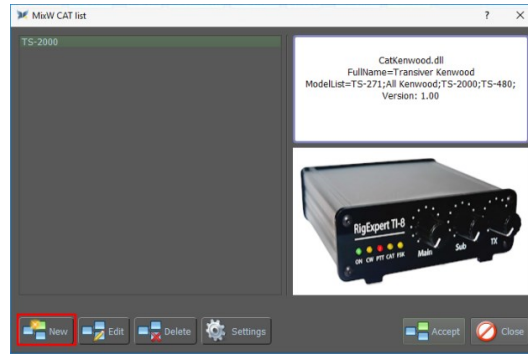 MixW CAT list
TS-2000
CatKenwood.dll
FullName=Transiver Kenwood
ModelList=TS-271;All Kenwood;TS-2000;TS-480;
Version: 1.00
RigExpert TI-8
ON CW PTT CAT FSK
Main Sub TX
New Edit Delete Settings Accept Close